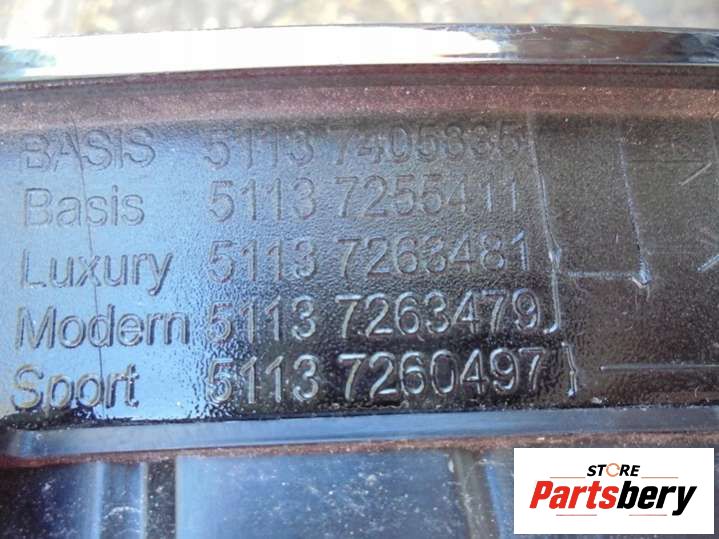 BASIS 5113 7405835
Basis 5113 7255411
Luxury 5113 7263481
Modern 5113 7263479
Sport 5113 7260497
STORE
Partsbery